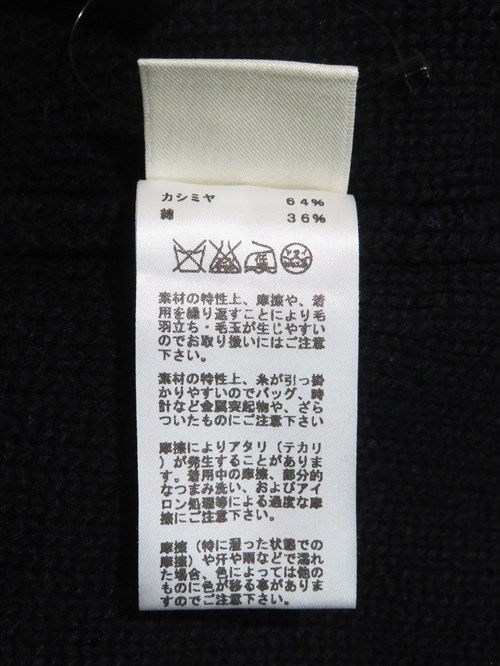 カシミヤ 64%
綿 36%
素材の特性上、摩擦や、着
用を繰り返すことにより毛
羽立ち・毛玉が生じやすい
のでお取り扱いにはご注意
下さい。
素材の特性上、糸が引っ掛
かりやすいのでバッグ、時
計など金属突起物や、ざら
ついたものにご注意下さい
摩擦によりアタリ（テカリ
）が発生することがありま
す。着用中の摩擦、部分的
なつまみ洗い、およびアイ
ロン処理等による過度な摩
擦にご注意下さい。
摩擦（特に湿った状態での
摩擦）や汗や雨などで濡れ
た場合、色によっては他の
ものに色が移る事がありま
すのでご注意下さい。